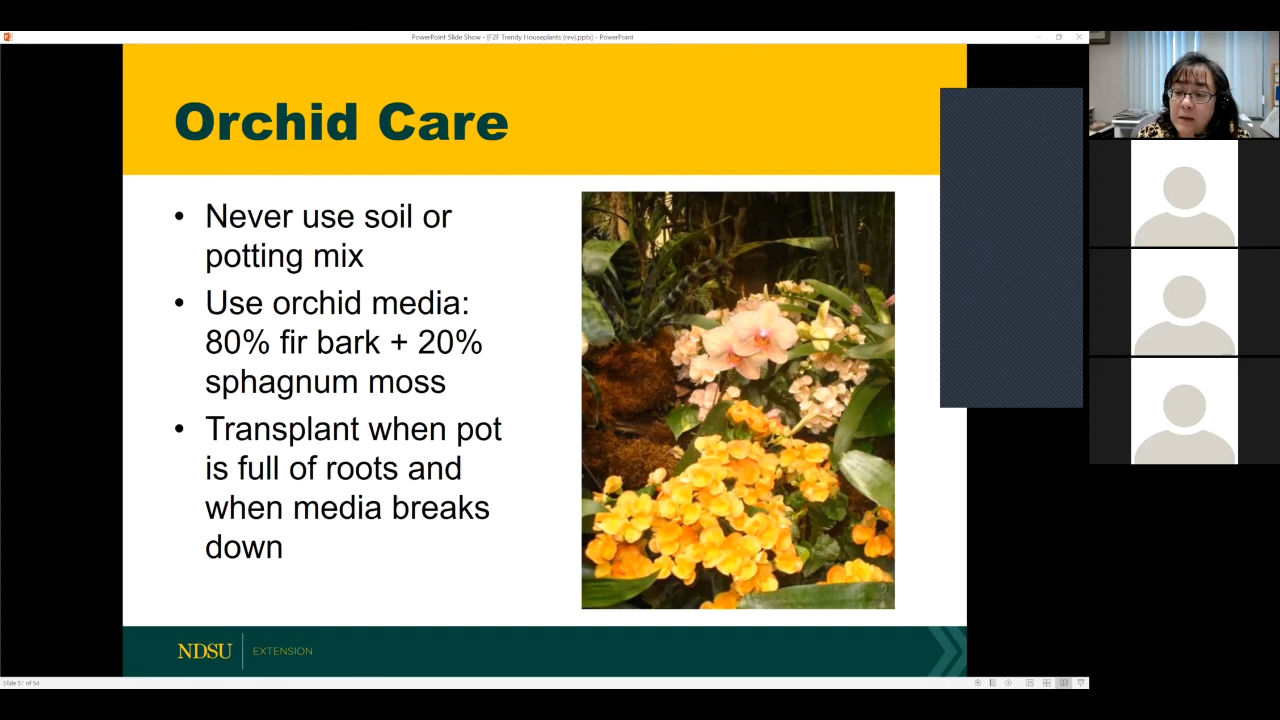 PowerPoint Slide Show - [F2F Trendy Houseplants (rev).pptx] - PowerPoint
Orchid Care
• Never use soil or
potting mix
• Use orchid media:
80% fir bark + 20%
sphagnum moss
• Transplant when pot
is full of roots and
when media breaks
down
NDSU EXTENSION
Slide 51 of 54